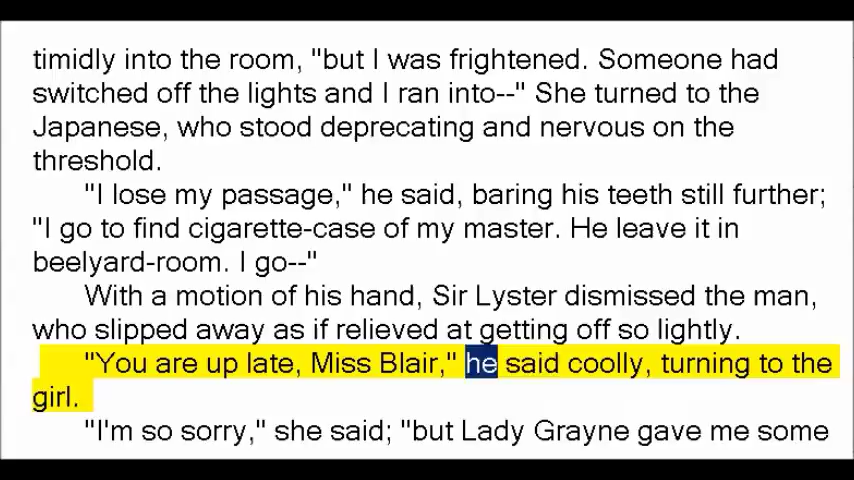 timidly into the room, "but I was frightened. Someone had
switched off the lights and I ran into--" She turned to the
Japanese, who stood deprecating and nervous on the
threshold.
"I lose my passage," he said, baring his teeth still further;
"I go to find cigarette-case of my master. He leave it in
beelyard-room. I go--"
With a motion of his hand, Sir Lyster dismissed the man,
who slipped away as if relieved at getting off so lightly.
"You are up late, Miss Blair," he said coolly, turning to the
girl.
"I'm so sorry," she said; "but Lady Grayne gave me some